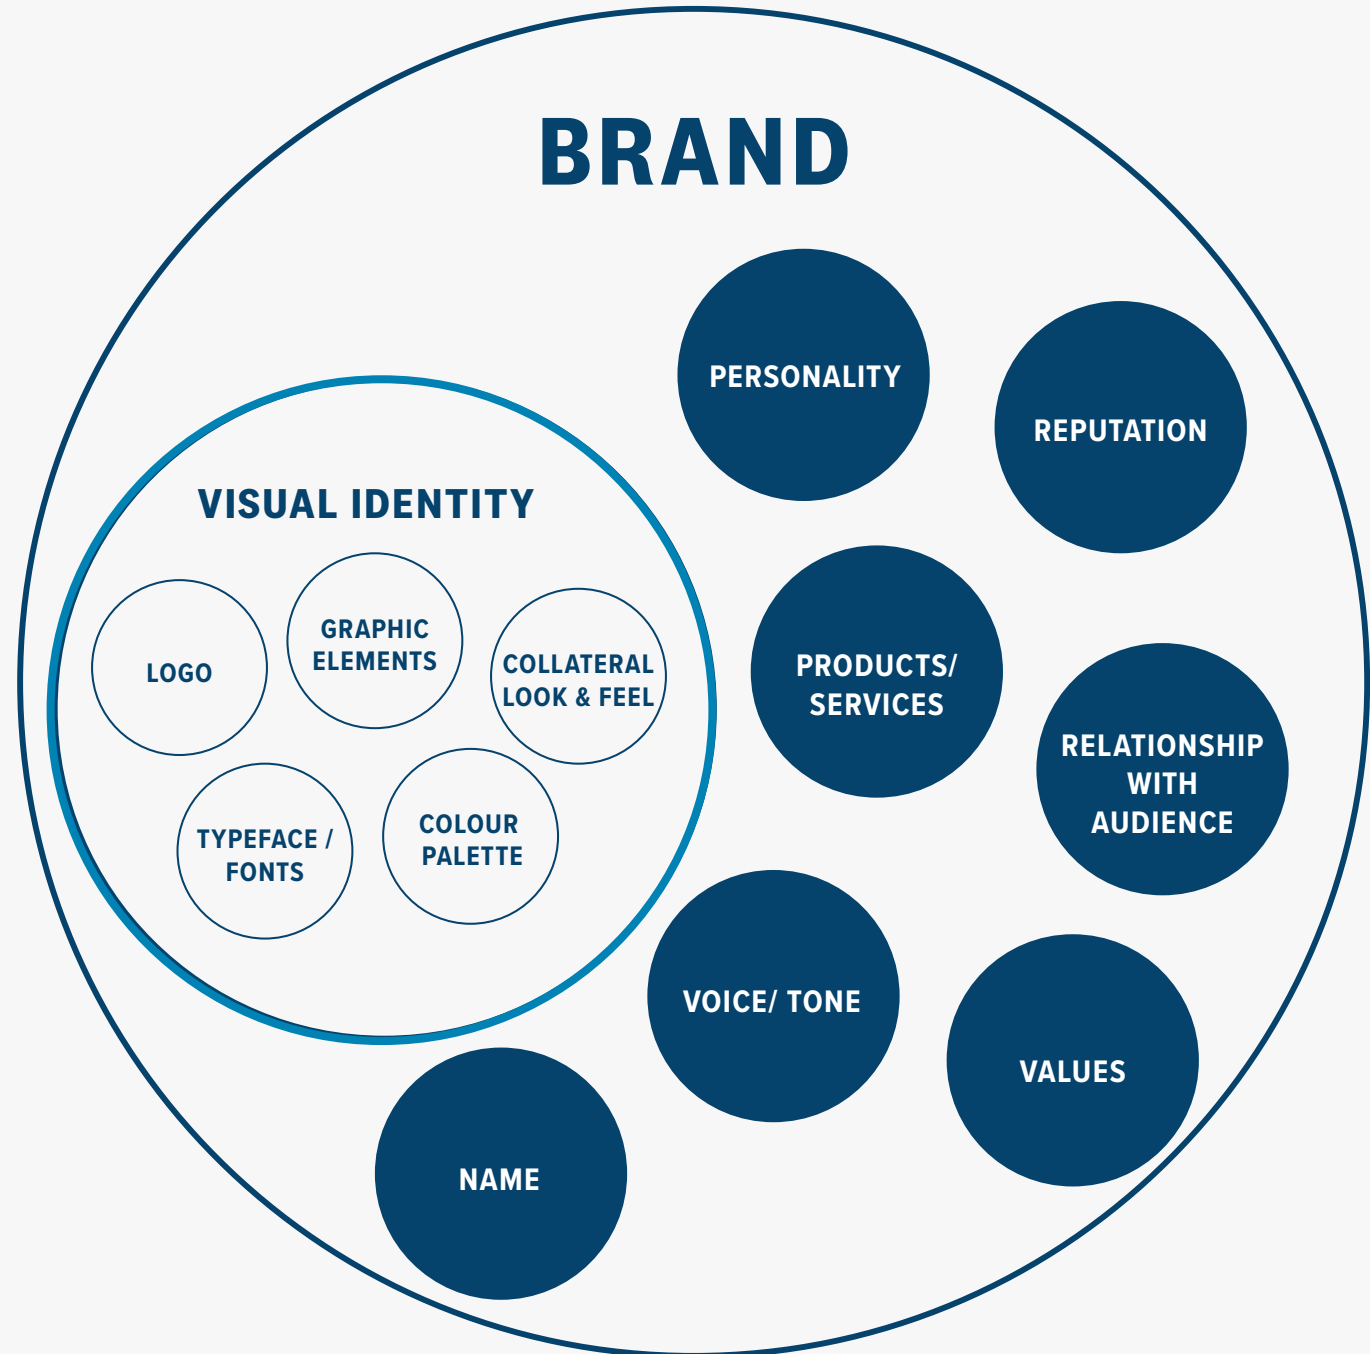 BRAND
PERSONALITY
REPUTATION
VISUAL IDENTITY
LOGO
GRAPHIC
ELEMENTS
COLLATERAL
LOOK & FEEL
TYPEFACE /
FONTS
COLOUR
PALETTE
PRODUCTS/
SERVICES
RELATIONSHIP
WITH
AUDIENCE
VOICE/ TONE
VALUES
NAME